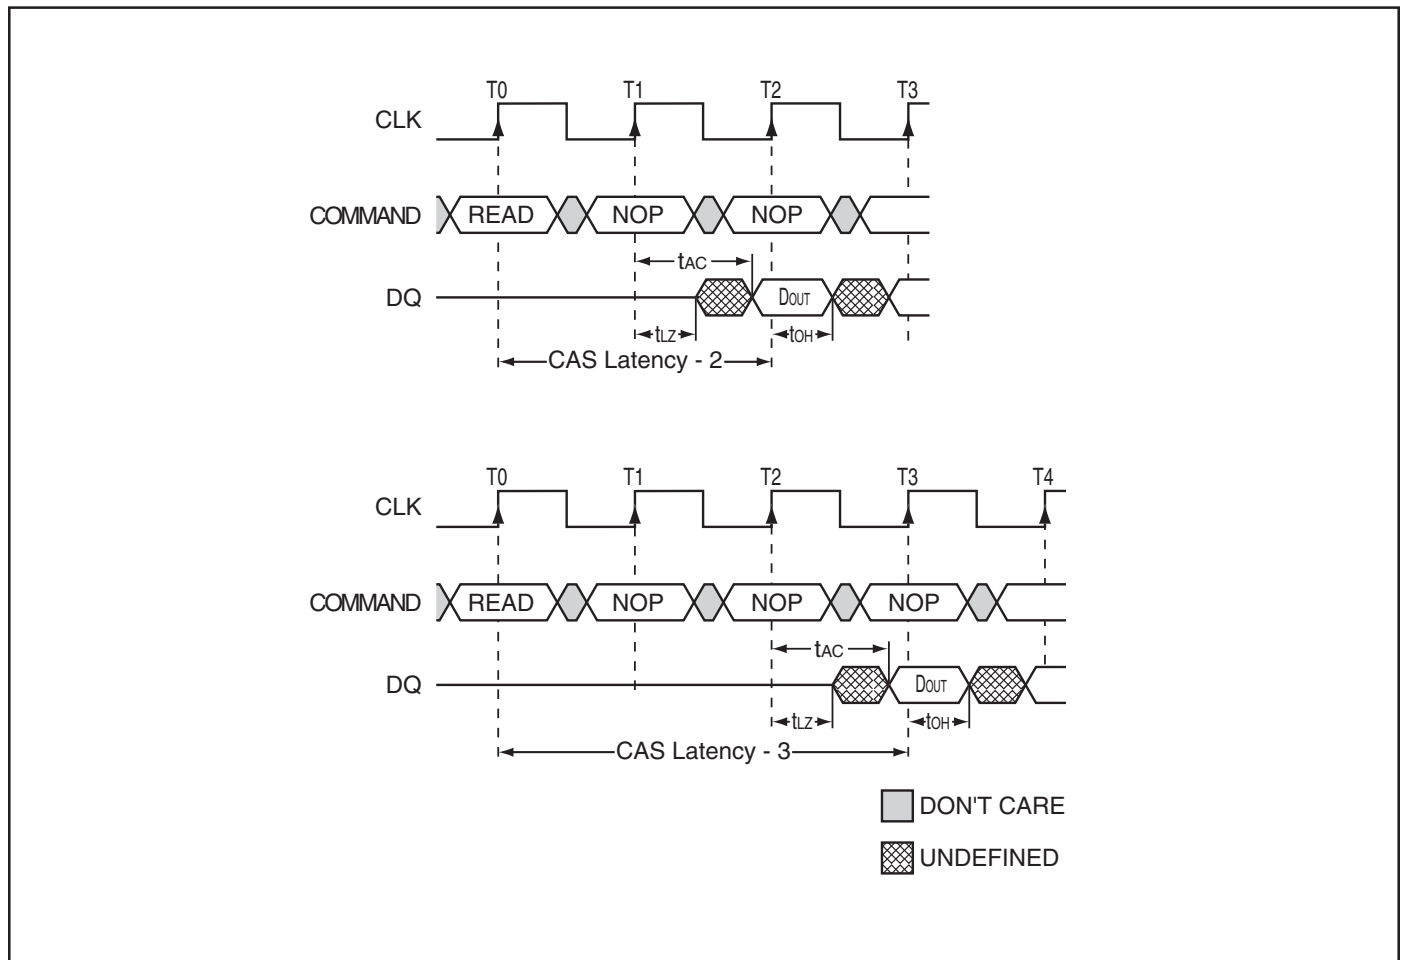 T0 T1 T2 T3
CLK
COMMAND READ NOP NOP
tAC
DQ DOUT
tLZ tOH
CAS Latency - 2
T0 T1 T2 T3 T4
CLK
COMMAND READ NOP NOP NOP
tAC
DQ DOUT
tLZ tOH
CAS Latency - 3
DON'T CARE
UNDEFINED